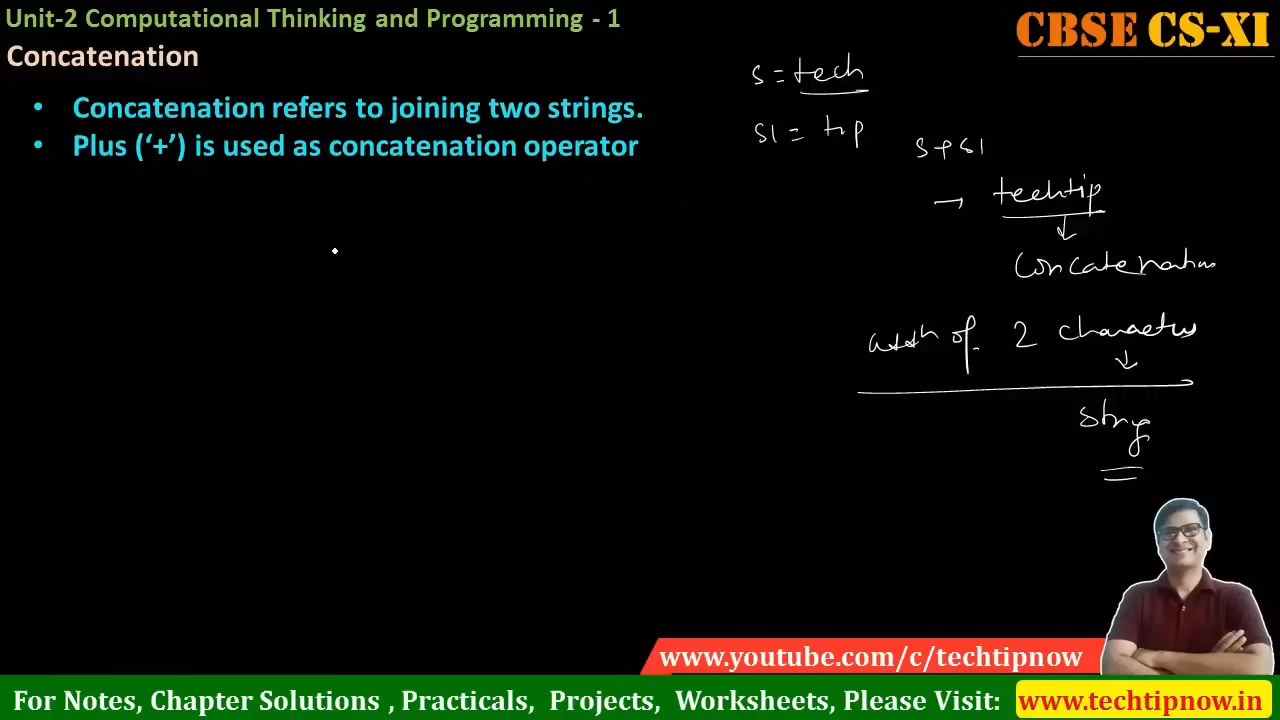 Unit-2 Computational Thinking and Programming - 1
CBSE CS-XI
Concatenation
• Concatenation refers to joining two strings.
• Plus (‘+’) is used as concatenation operator
s = tech
s1 = tip
s + s1
→ techtip
↓
Concatenation
of 2 characters
↓
string
www.youtube.com/c/techtipnow
For Notes, Chapter Solutions , Practicals, Projects, Worksheets, Please Visit: www.techtipnow.in